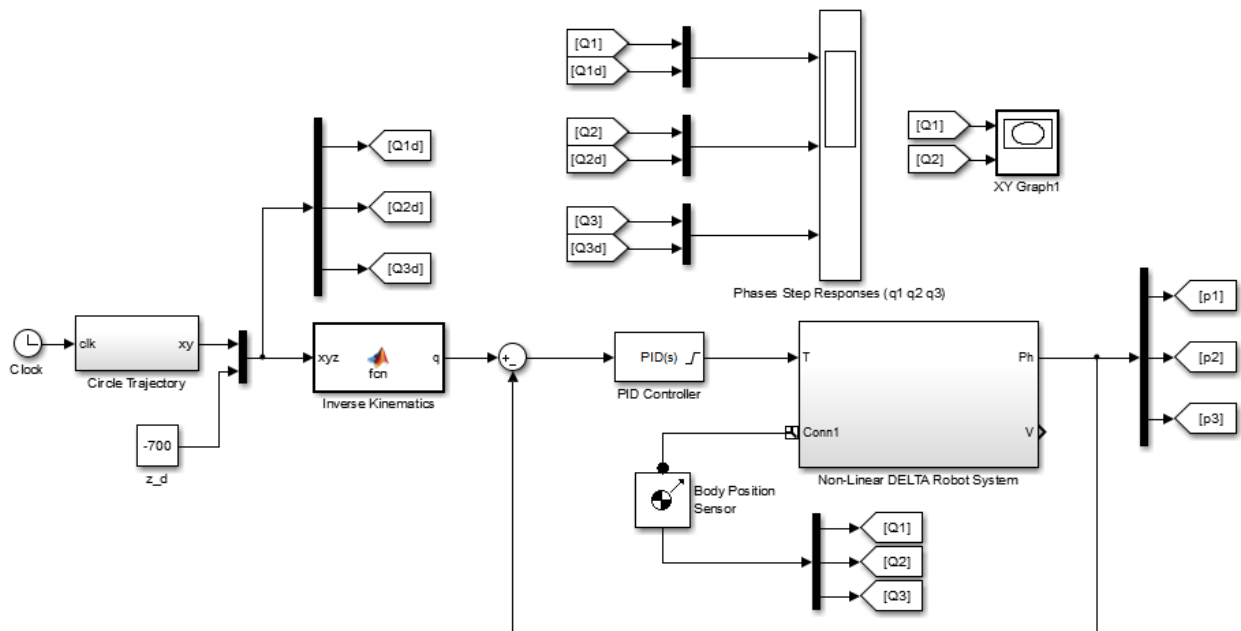 [Q1]
[Q1d]
[Q2]
[Q2d]
[Q3]
[Q3d]
Phases Step Responses (q1 q2 q3)
[Q1]
[Q2]
XY Graph1
[Q1d]
[Q2d]
[Q3d]
Clock
clk
xy
Circle Trajectory
-700
z_d
xyz
fcn
q
Inverse Kinematics
+
-
PID(s)
PID Controller
T
Conn1
Ph
V
Non-Linear DELTA Robot System
[p1]
[p2]
[p3]
Body Position
Sensor
[Q1]
[Q2]
[Q3]